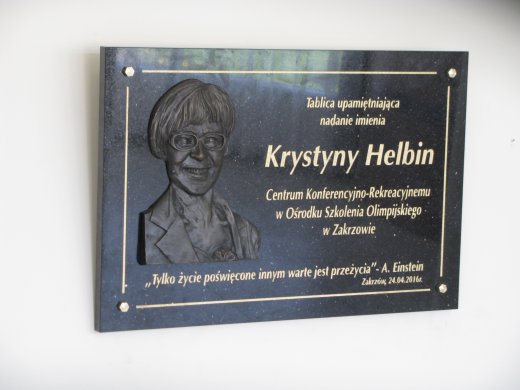 Tablica upamiętniająca
nadanie imienia
Krystyny Helbin
Centrum Konferencyjno-Rekreacyjnemu
w Ośrodku Szkolenia Olimpijskiego
w Zakrzowie
„Tylko życie poświęcone innym warte jest przeżycia”- A. Einstein
Zakrzów, 24.04.2016r.